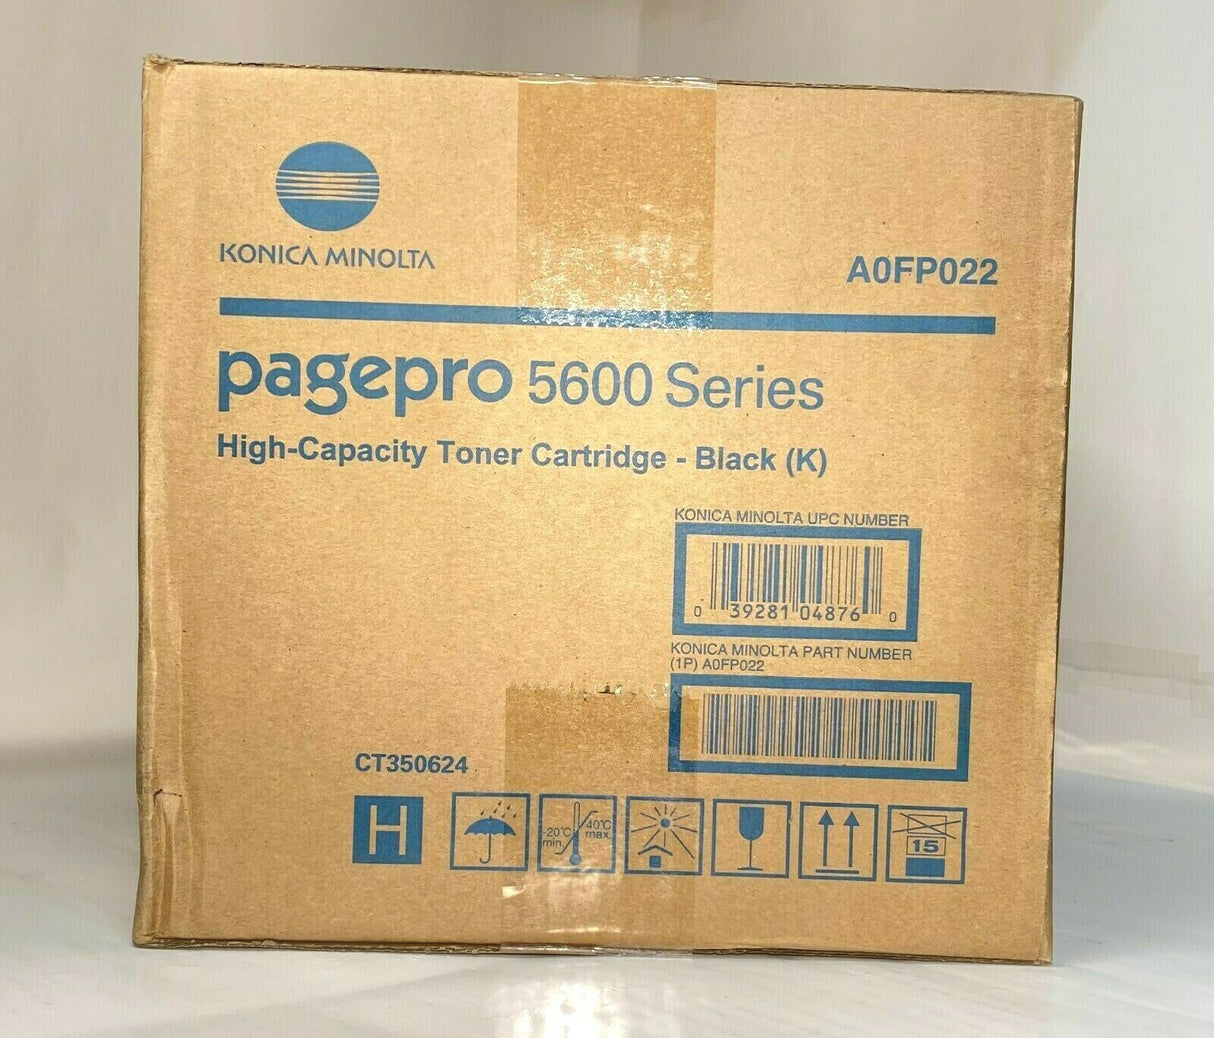 KONICA MINOLTA
A0FP022
pagepro 5600 Series
High-Capacity Toner Cartridge - Black (K)
KONICA MINOLTA UPC NUMBER
0 39281 04876 0
KONICA MINOLTA PART NUMBER
(1P) A0FP022
CT350624
H
-20°C min.
40°C max.
15